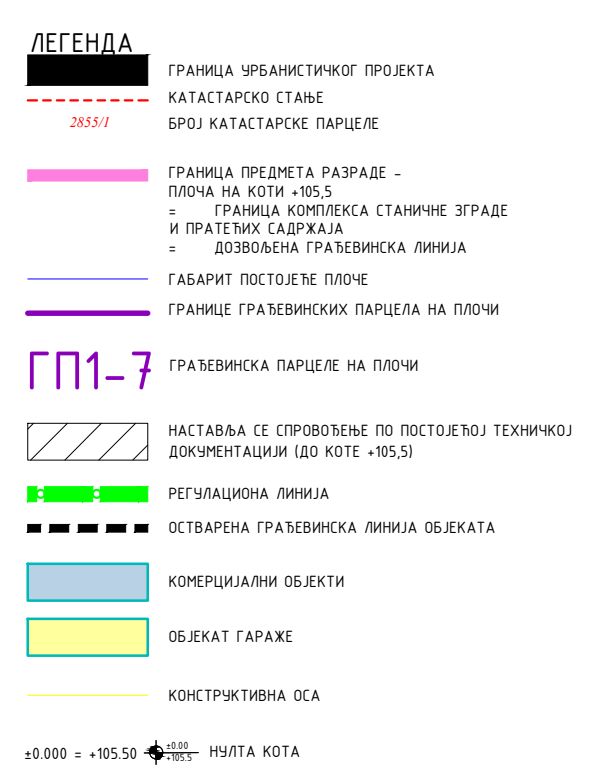 ЛЕГЕНДА
ГРАНИЦА УРБАНИСТИЧКОГ ПРОЈЕКТА
КАТАСТАРСКО СТАЊЕ
2855/1 БРОЈ КАТАСТАРСКЕ ПАРЦЕЛЕ
ГРАНИЦА ПРЕДМЕТА РАЗРАДЕ –
ПЛОЧА НА КОТИ +105,5
= ГРАНИЦА КОМПЛЕКСА СТАНИЧНЕ ЗГРАДЕ
И ПРАТЕЋИХ САДРЖАЈА
= ДОЗВОЉЕНА ГРАЂЕВИНСКА ЛИНИЈА
ГАБАРИТ ПОСТОЈЕЋЕ ПЛОЧЕ
ГРАНИЦЕ ГРАЂЕВИНСКИХ ПАРЦЕЛА НА ПЛОЧИ
ГП1-7 ГРАЂЕВИНСКА ПАРЦЕЛЕ НА ПЛОЧИ
НАСТАВЉА СЕ СПРОВОЂЕЊЕ ПО ПОСТОЈЕЋОЈ ТЕХНИЧКОЈ
ДОКУМЕНТАЦИЈИ (ДО КОТЕ +105,5)
РЕГУЛАЦИОНА ЛИНИЈА
ОСТВАРЕНА ГРАЂЕВИНСКА ЛИНИЈА ОБЈЕКАТА
КОМЕРЦИЈАЛНИ ОБЈЕКТИ
ОБЈЕКАТ ГАРАЖЕ
КОНСТРУКТИВНА ОСА
±0.000 = +105.50 ±0.00 +105.5 НУЛТА КОТА